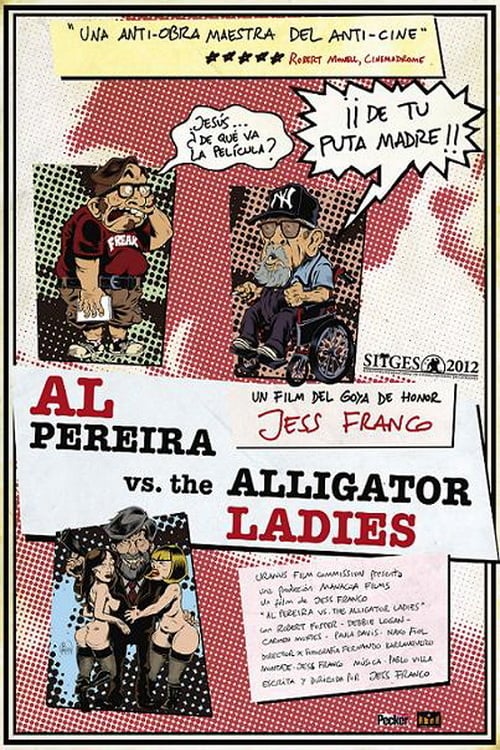 "UNA ANTI-OBRA MAESTRA DEL ANTI-CINE"
ROBERT MONELL, CINEMADROME
¡¡DE TU
PUTA MADRE!!
JESÚS...
¿DE QUÉ VA
LA PELÍCULA?
FREAK
NY
SITGES 2012
UN FILM DEL GOYA DE HONOR
JESS FRANCO
AL
PEREIRA
vs. the ALLIGATOR
LADIES
URANUS FILM COMMISSION presenta
una producción MANACOA FILMS
Un film de JESS FRANCO
"AL PEREIRA VS. THE ALLIGATOR LADIES"
con ROBERT FOSTER - DEBBIE LOGAN -
CARMEN MONTES - PAULA DAVIS - NAXO FIOL
DIRECTOR DE FOTOGRAFÍA FERNANDO
MONTAJE JESS FRANCO MÚSICA PABLO VILLA
ESCRITA Y DIRIGIDA POR JESS FRANCO
Pecker